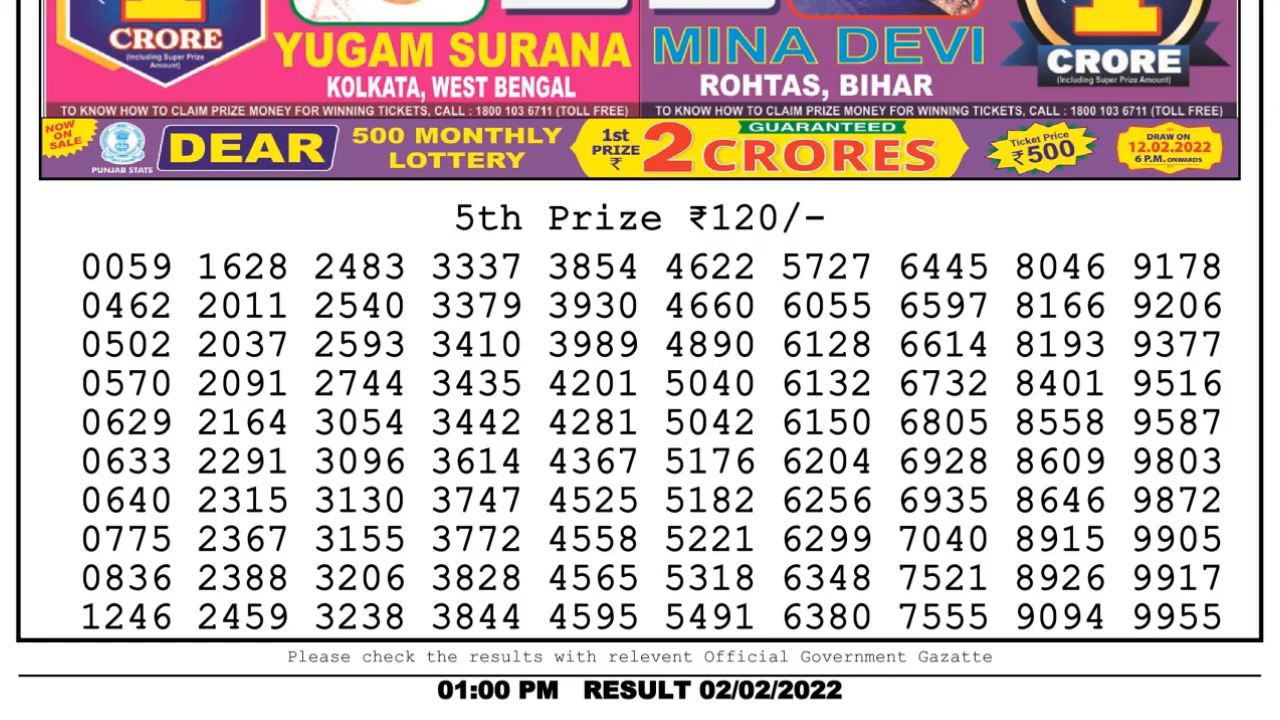 CRORE
(Including Super Prize
Amount)
YUGAM SURANA
KOLKATA, WEST BENGAL
MINA DEVI
ROHTAS, BIHAR
CRORE
(Including Super Prize Amount)
TO KNOW HOW TO CLAIM PRIZE MONEY FOR WINNING TICKETS, CALL : 1800 103 6711 (TOLL FREE)
TO KNOW HOW TO CLAIM PRIZE MONEY FOR WINNING TICKETS, CALL : 1800 103 6711 (TOLL FREE)
NOW
ON
SALE
PUNJAB STATE
DEAR
500 MONTHLY
LOTTERY
1st
PRIZE
₹
GUARANTEED
2 CRORES
Ticket Price
₹500
DRAW ON
12.02.2022
6 P.M. ONWARDS
5th Prize ₹120/-
0059 1628 2483 3337 3854 4622 5727 6445 8046 9178
0462 2011 2540 3379 3930 4660 6055 6597 8166 9206
0502 2037 2593 3410 3989 4890 6128 6614 8193 9377
0570 2091 2744 3435 4201 5040 6132 6732 8401 9516
0629 2164 3054 3442 4281 5042 6150 6805 8558 9587
0633 2291 3096 3614 4367 5176 6204 6928 8609 9803
0640 2315 3130 3747 4525 5182 6256 6935 8646 9872
0775 2367 3155 3772 4558 5221 6299 7040 8915 9905
0836 2388 3206 3828 4565 5318 6348 7521 8926 9917
1246 2459 3238 3844 4595 5491 6380 7555 9094 9955
Please check the results with relevent Official Government Gazatte
01:00 PM RESULT 02/02/2022